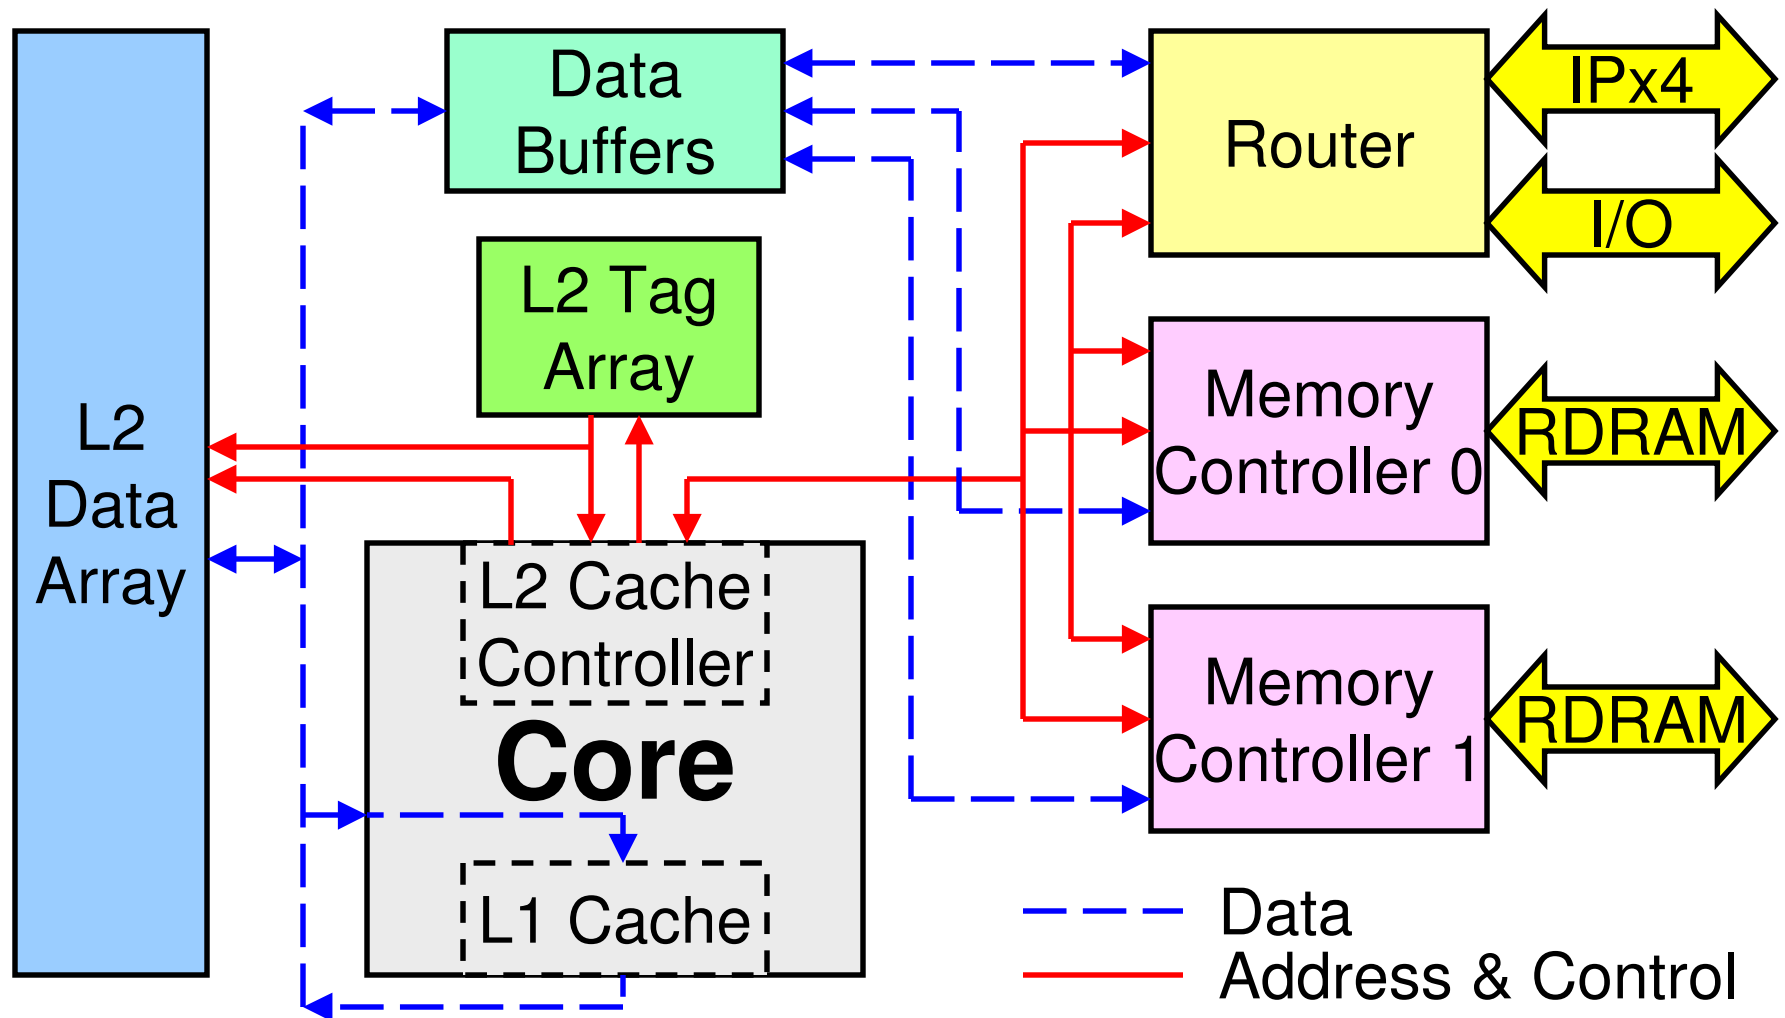 L2
Data
Array
Data
Buffers
L2 Tag
Array
L2 Cache
Controller
Core
L1 Cache
Router
IPx4
I/O
Memory
Controller 0
RDRAM
Memory
Controller 1
RDRAM
Data
Address & Control